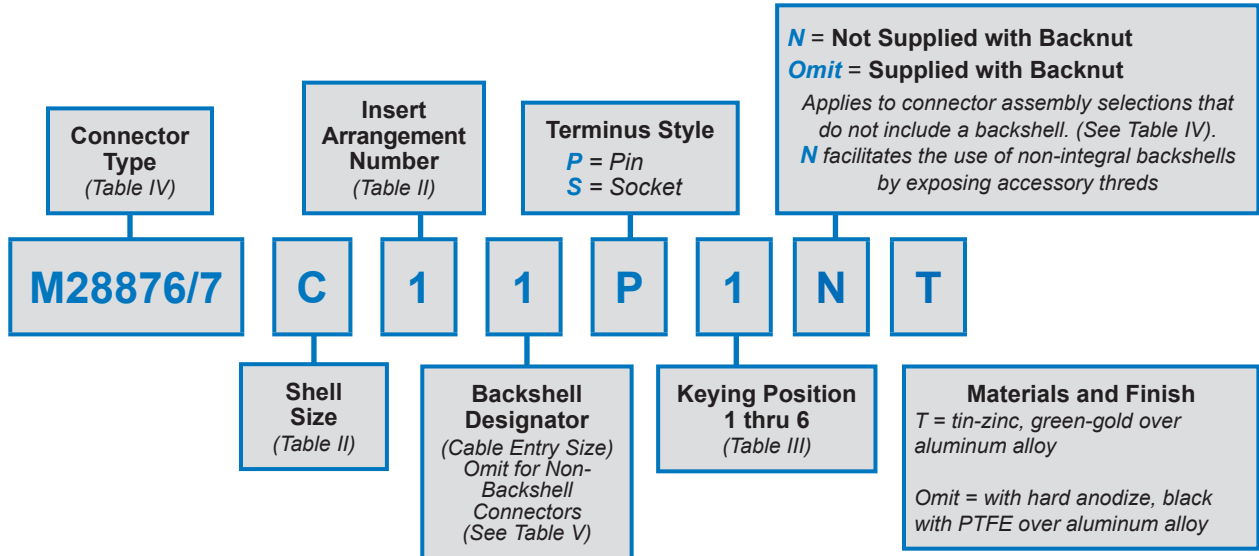 N = Not Supplied with Backnut
Omit = Supplied with Backnut
Applies to connector assembly selections that
do not include a backshell. (See Table IV).
N facilitates the use of non-integral backshells
by exposing accessory threds
Connector
Type
(Table IV)
Insert
Arrangement
Number
(Table II)
Terminus Style
P = Pin
S = Socket
M28876/7 C 1 1 P 1 N T
Shell
Size
(Table II)
Backshell
Designator
(Cable Entry Size)
Omit for Non-
Backshell
Connectors
(See Table V)
Keying Position
1 thru 6
(Table III)
Materials and Finish
T = tin-zinc, green-gold over
aluminum alloy
Omit = with hard anodize, black
with PTFE over aluminum alloy